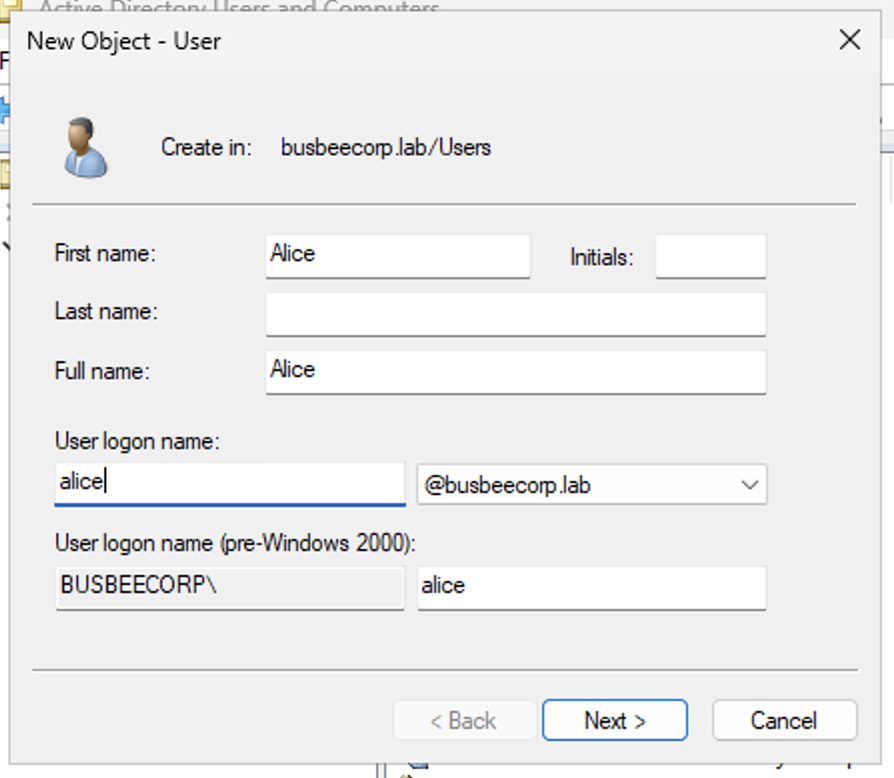 Active Directory Users and Computers
New Object - User
Create in: busbeecorp.lab/Users
First name: Alice Initials:
Last name:
Full name: Alice
User logon name:
alice @busbeecorp.lab
User logon name (pre-Windows 2000):
BUSBEECORP\ alice
< Back Next > Cancel